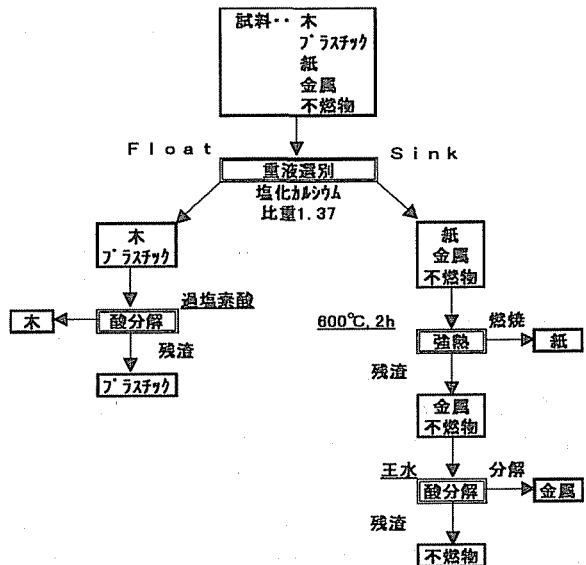 試料・・木
プラスチック
紙
金属
不燃物
Float
Sink
重液選別
塩化カルシウム
比重1.37
木
プラスチック
紙
金属
不燃物
過塩素酸
木
酸分解
残渣
プラスチック
600℃,2h
燃焼
強熱
紙
残渣
金属
不燃物
王水
分解
酸分解
金属
残渣
不燃物